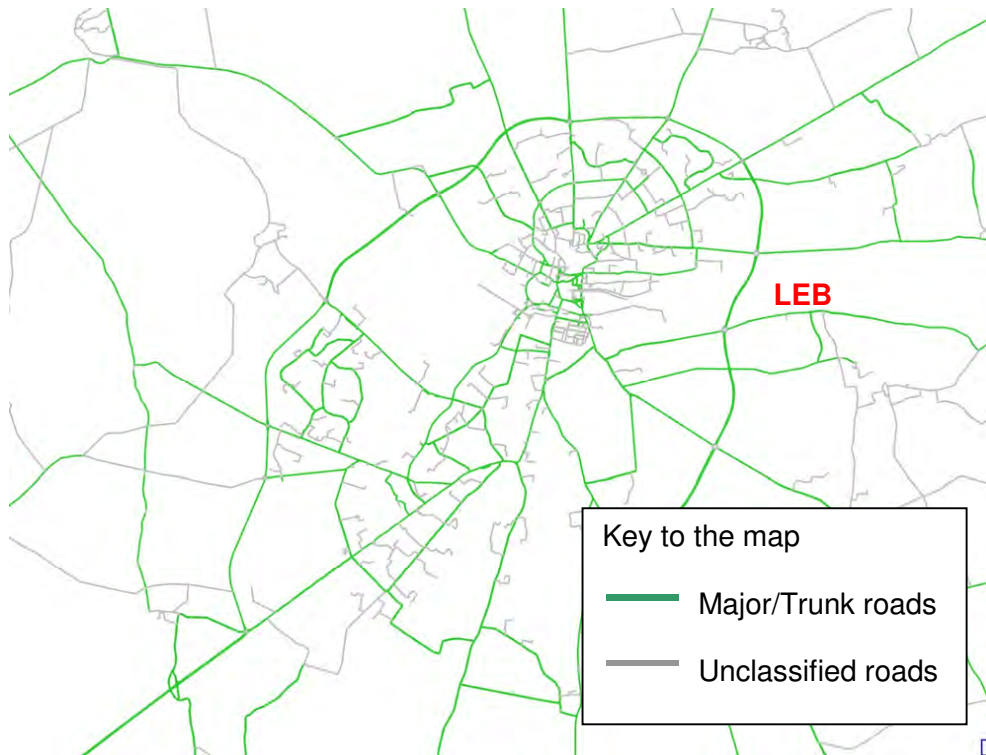 LEB
Key to the map
Major/Trunk roads
Unclassified roads